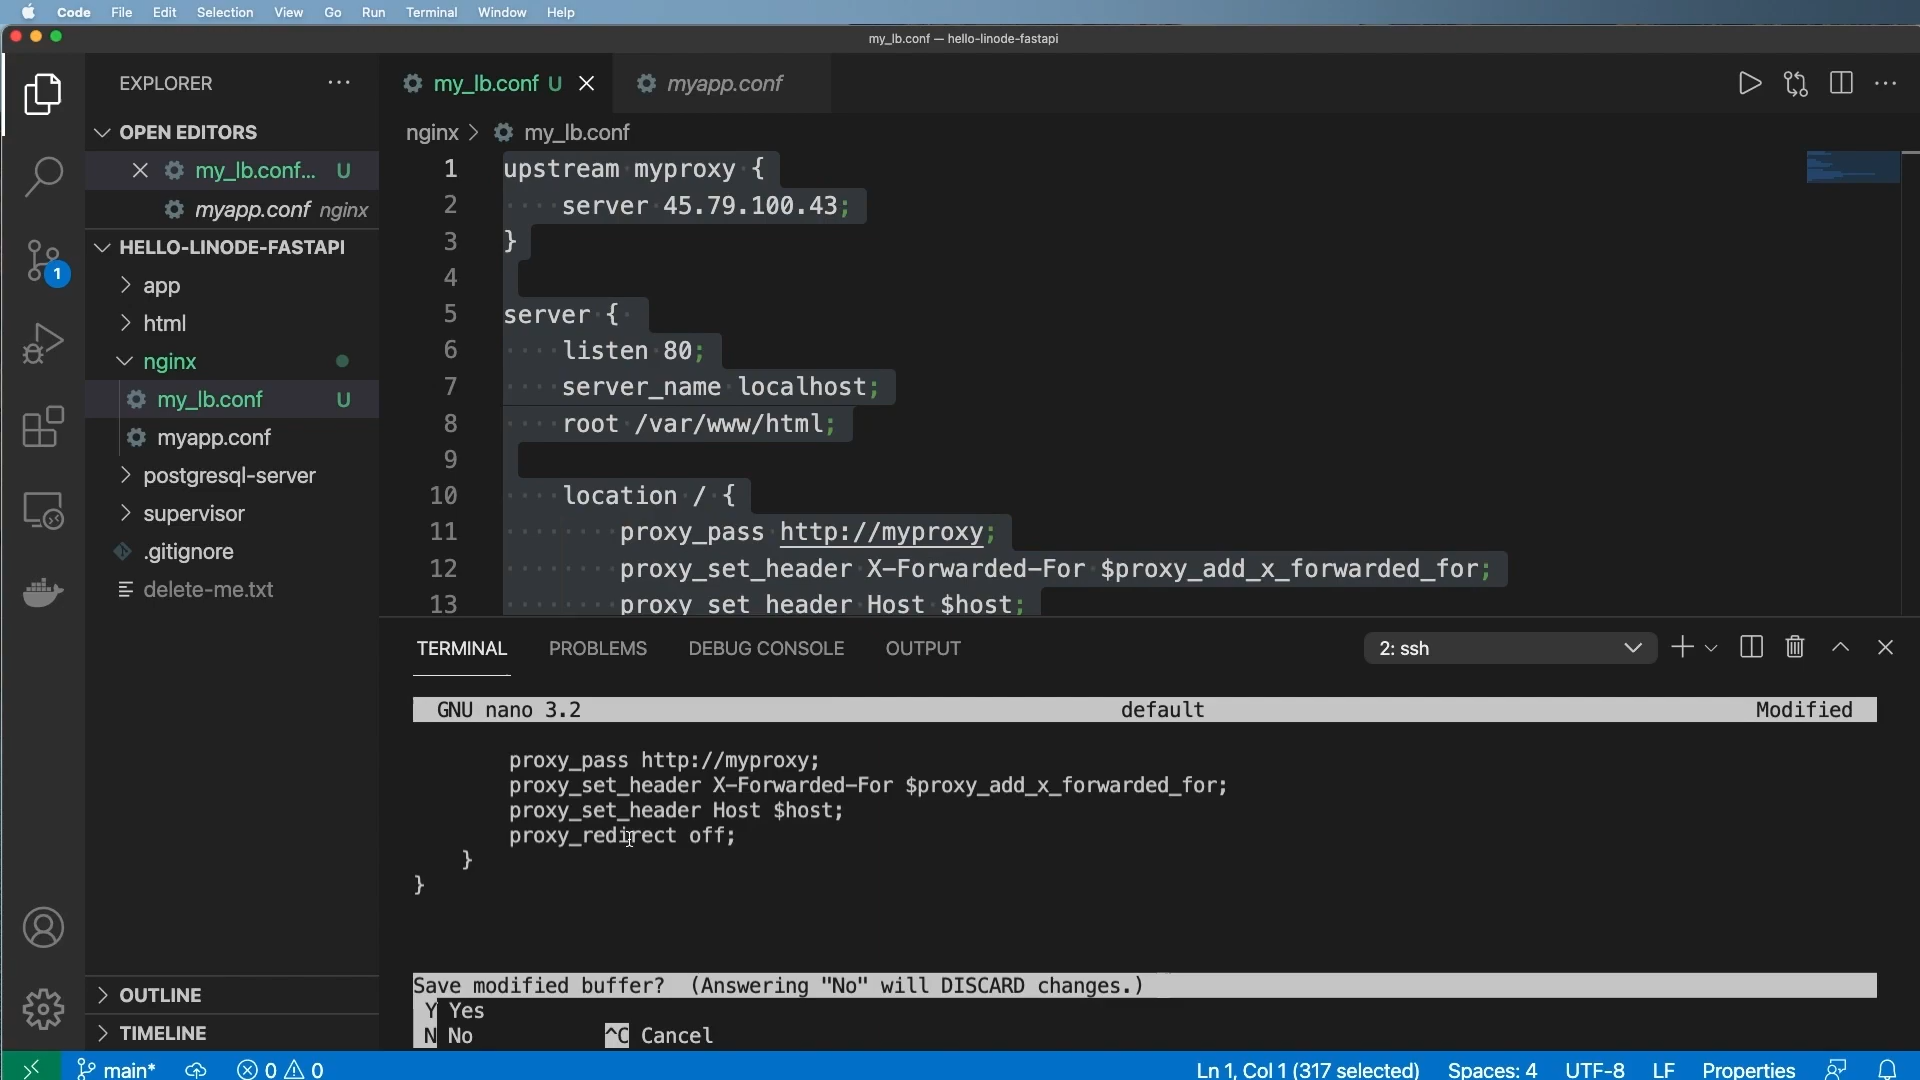 Code File Edit Selection View Go Run Terminal Window Help
my_lb.conf — hello-linode-fastapi
EXPLORER
my_lb.conf U
myapp.conf
OPEN EDITORS
nginx > my_lb.conf
my_lb.conf... U
myapp.conf nginx
HELLO-LINODE-FASTAPI
app
html
nginx
my_lb.conf U
myapp.conf
postgresql-server
supervisor
.gitignore
delete-me.txt
OUTLINE
TIMELINE
1
1 upstream myproxy {
2 server 45.79.100.43;
3 }
4
5 server {
6 listen 80;
7 server_name localhost;
8 root /var/www/html;
9
10 location / {
11 proxy_pass http://myproxy;
12 proxy_set_header X-Forwarded-For $proxy_add_x_forwarded_for;
13 proxy_set_header Host $host;
TERMINAL PROBLEMS DEBUG CONSOLE OUTPUT
2: ssh
GNU nano 3.2 default Modified
proxy_pass http://myproxy;
proxy_set_header X-Forwarded-For $proxy_add_x_forwarded_for;
proxy_set_header Host $host;
proxy_redirect off;
}
}
Save modified buffer? (Answering "No" will DISCARD changes.)
Y Yes
N No ^C Cancel
main* 0 0 Ln 1, Col 1 (317 selected) Spaces: 4 UTF-8 LF Properties